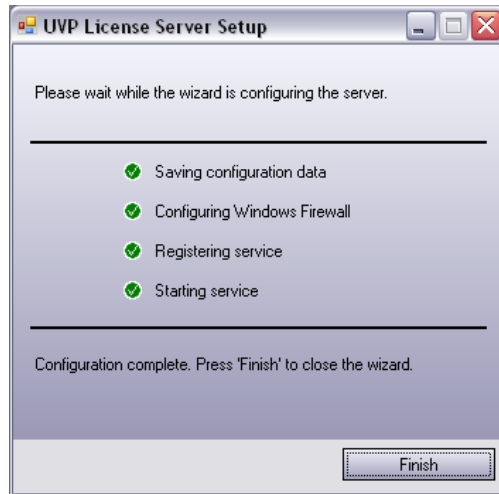 UVP License Server Setup
Please wait while the wizard is configuring the server.
Saving configuration data
Configuring Windows Firewall
Registering service
Starting service
Configuration complete. Press 'Finish' to close the wizard.
Finish